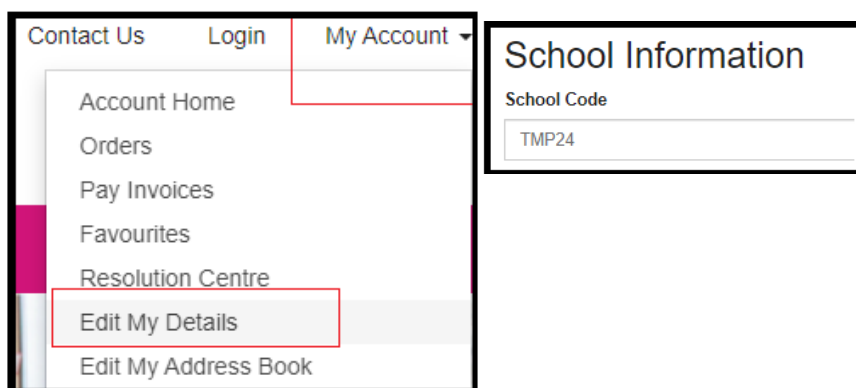 Contact Us Login My Account
Account Home
Orders
Pay Invoices
Favourites
Resolution Centre
Edit My Details
Edit My Address Book
School Information
School Code
TMP24